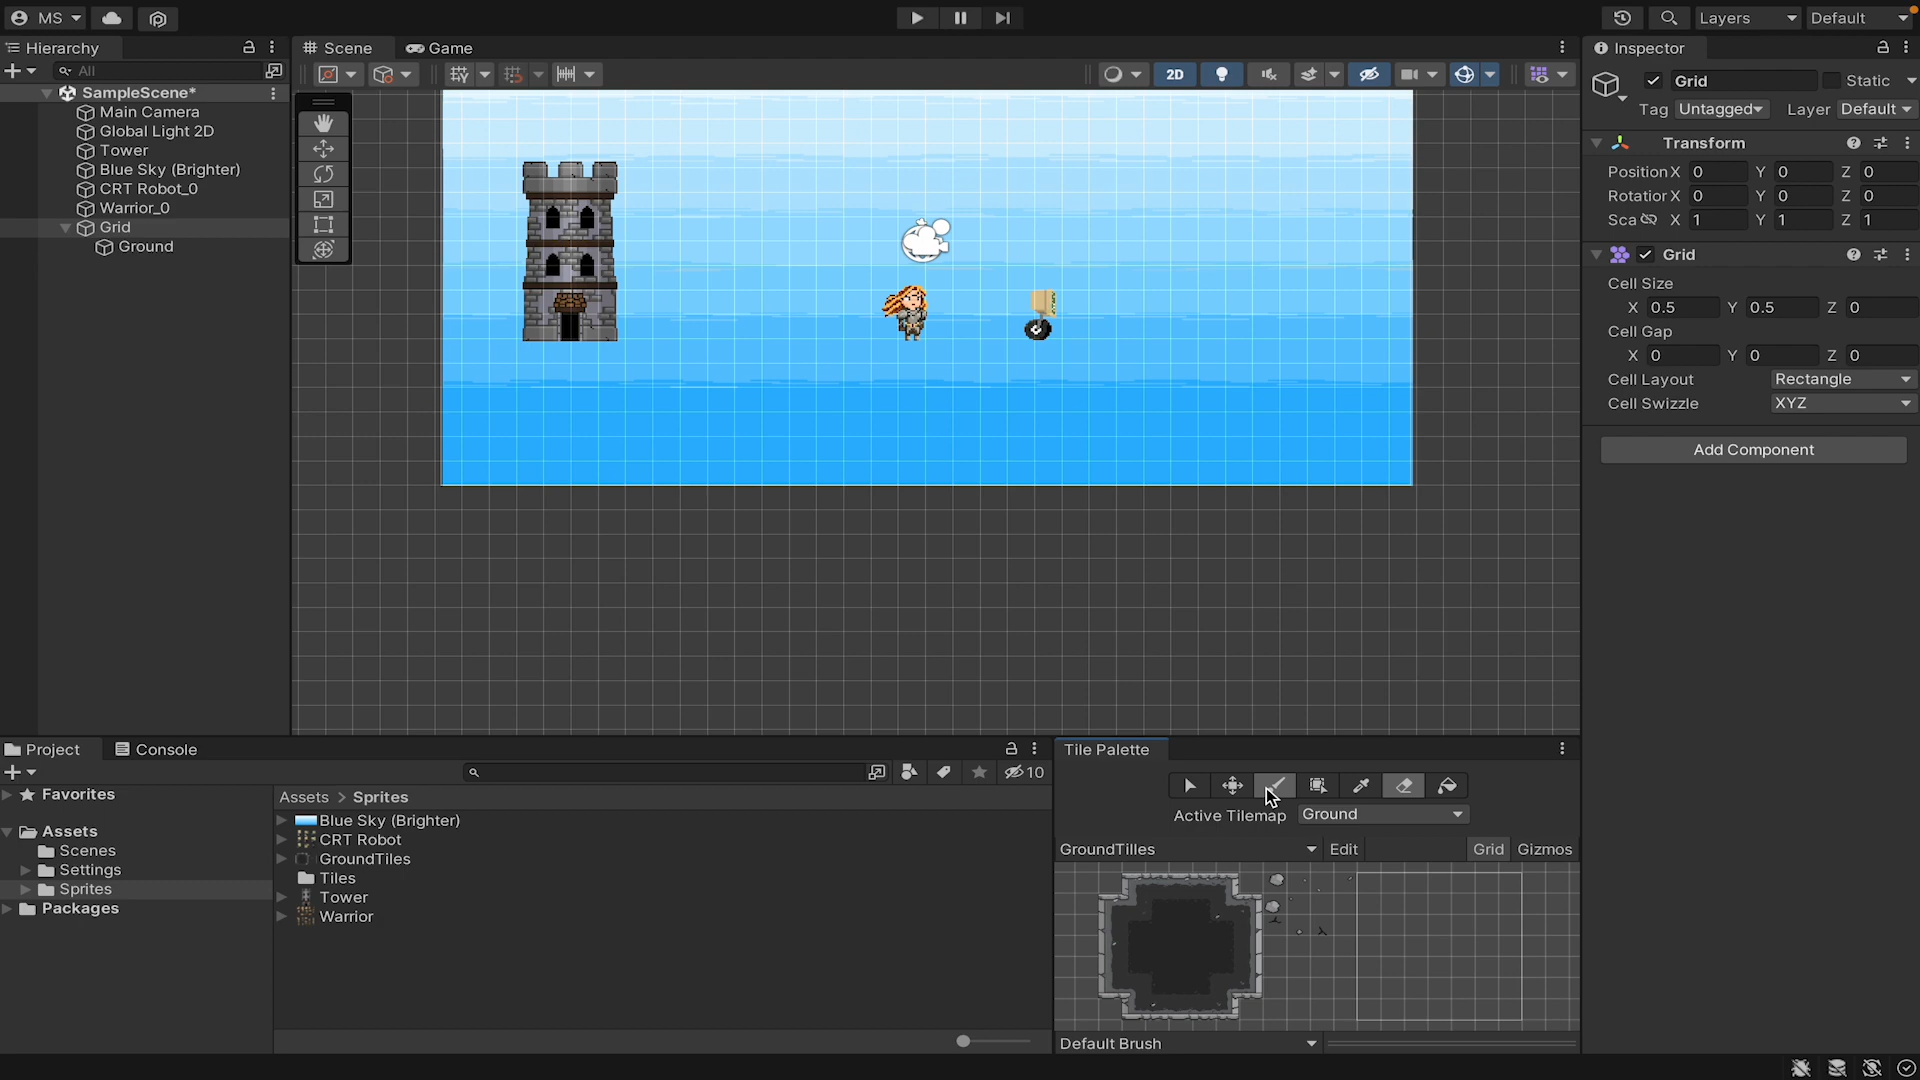 MS
Layers
Default
Hierarchy
Scene
Game
Inspector
All
2D
Grid
Static
SampleScene*
Main Camera
Global Light 2D
Tower
Blue Sky (Brighter)
CRT Robot_0
Warrior_0
Grid
Ground
Tag Untagged Layer Default
Transform
Position X 0 Y 0 Z 0
Rotation X 0 Y 0 Z 0
Sca X 1 Y 1 Z 1
Grid
Cell Size
X 0.5 Y 0.5 Z 0
Cell Gap
X 0 Y 0 Z 0
Cell Layout Rectangle
Cell Swizzle XYZ
Add Component
Project
Console
10
Favorites
Assets
Scenes
Settings
Sprites
Packages
Assets > Sprites
Blue Sky (Brighter)
CRT Robot
GroundTiles
Tiles
Tower
Warrior
Tile Palette
Active Tilemap Ground
GroundTilles Edit Grid Gizmos
Default Brush